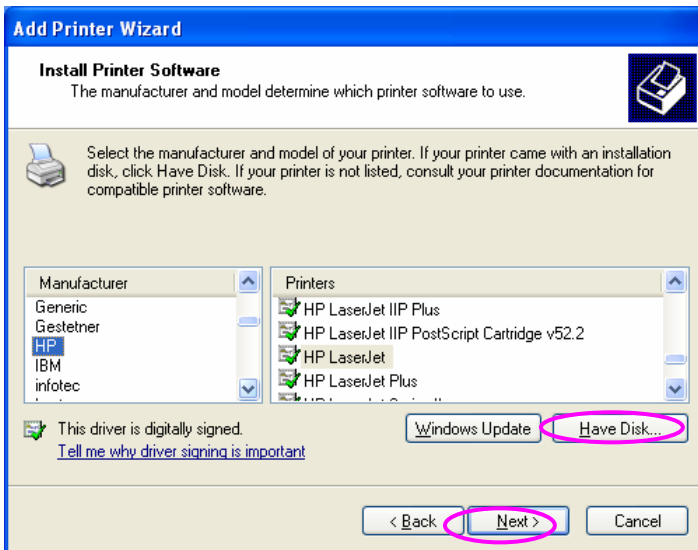 Add Printer Wizard
Install Printer Software
The manufacturer and model determine which printer software to use.
Select the manufacturer and model of your printer. If your printer came with an installation
disk, click Have Disk. If your printer is not listed, consult your printer documentation for
compatible printer software.
Manufacturer
Generic
Gestetner
HP
IBM
infotec
Printers
HP LaserJet IIP Plus
HP LaserJet IIP PostScript Cartridge v52.2
HP LaserJet
HP LaserJet Plus
This driver is digitally signed.
Tell me why driver signing is important
Windows Update
Have Disk...
< Back
Next >
Cancel